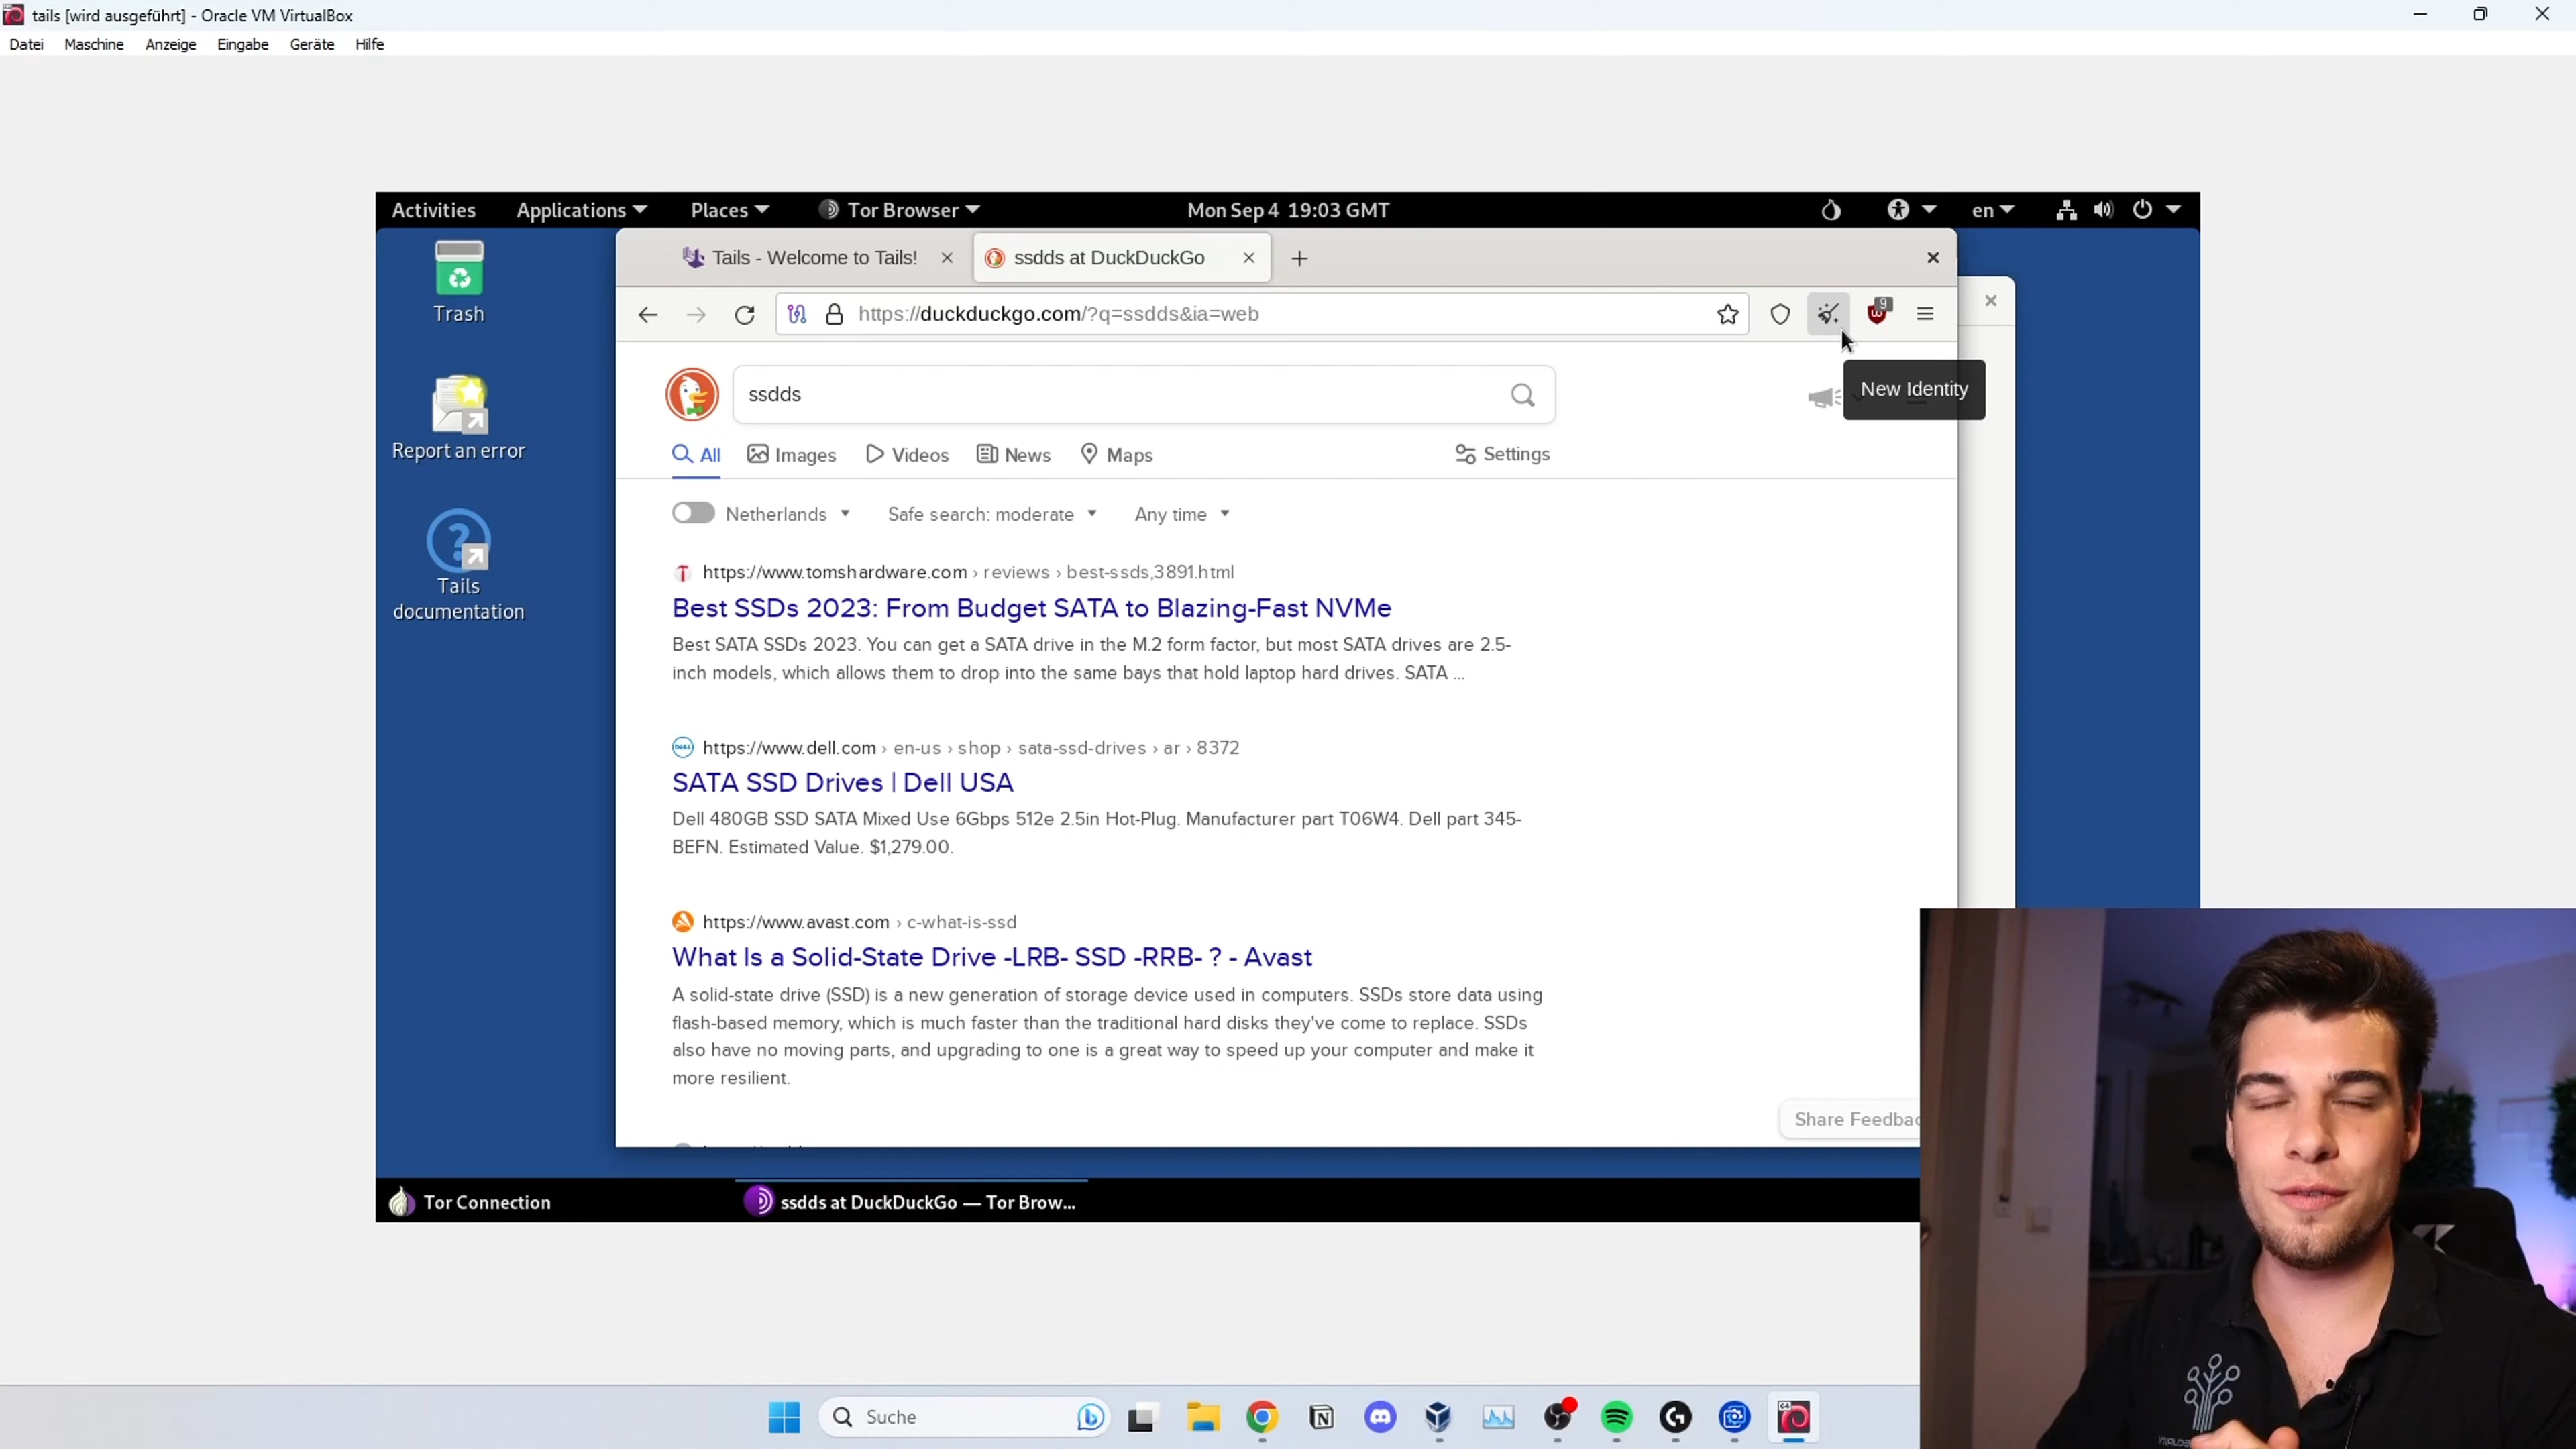 tails [wird ausgeführt] - Oracle VM VirtualBox
Datei Maschine Anzeige Eingabe Geräte Hilfe
Activities Applications Places Tor Browser Mon Sep 4 19:03 GMT en
Trash
Report an error
Tails
documentation
Tails - Welcome to Tails! ssdds at DuckDuckGo
https://duckduckgo.com/?q=ssdds&ia=web 9
New Identity
ssdds
All Images Videos News Maps Settings
Netherlands Safe search: moderate Any time
https://www.tomshardware.com › reviews › best-ssds,3891.html
Best SSDs 2023: From Budget SATA to Blazing-Fast NVMe
Best SATA SSDs 2023. You can get a SATA drive in the M.2 form factor, but most SATA drives are 2.5-
inch models, which allows them to drop into the same bays that hold laptop hard drives. SATA ...
https://www.dell.com › en-us › shop › sata-ssd-drives › ar › 8372
SATA SSD Drives | Dell USA
Dell 480GB SSD SATA Mixed Use 6Gbps 512e 2.5in Hot-Plug. Manufacturer part T06W4. Dell part 345-
BEFN. Estimated Value. $1,279.00.
https://www.avast.com › c-what-is-ssd
What Is a Solid-State Drive -LRB- SSD -RRB- ? - Avast
A solid-state drive (SSD) is a new generation of storage device used in computers. SSDs store data using
flash-based memory, which is much faster than the traditional hard disks they've come to replace. SSDs
also have no moving parts, and upgrading to one is a great way to speed up your computer and make it
more resilient.
Share Feedbac
Tor Connection ssdds at DuckDuckGo — Tor Brow...
Suche